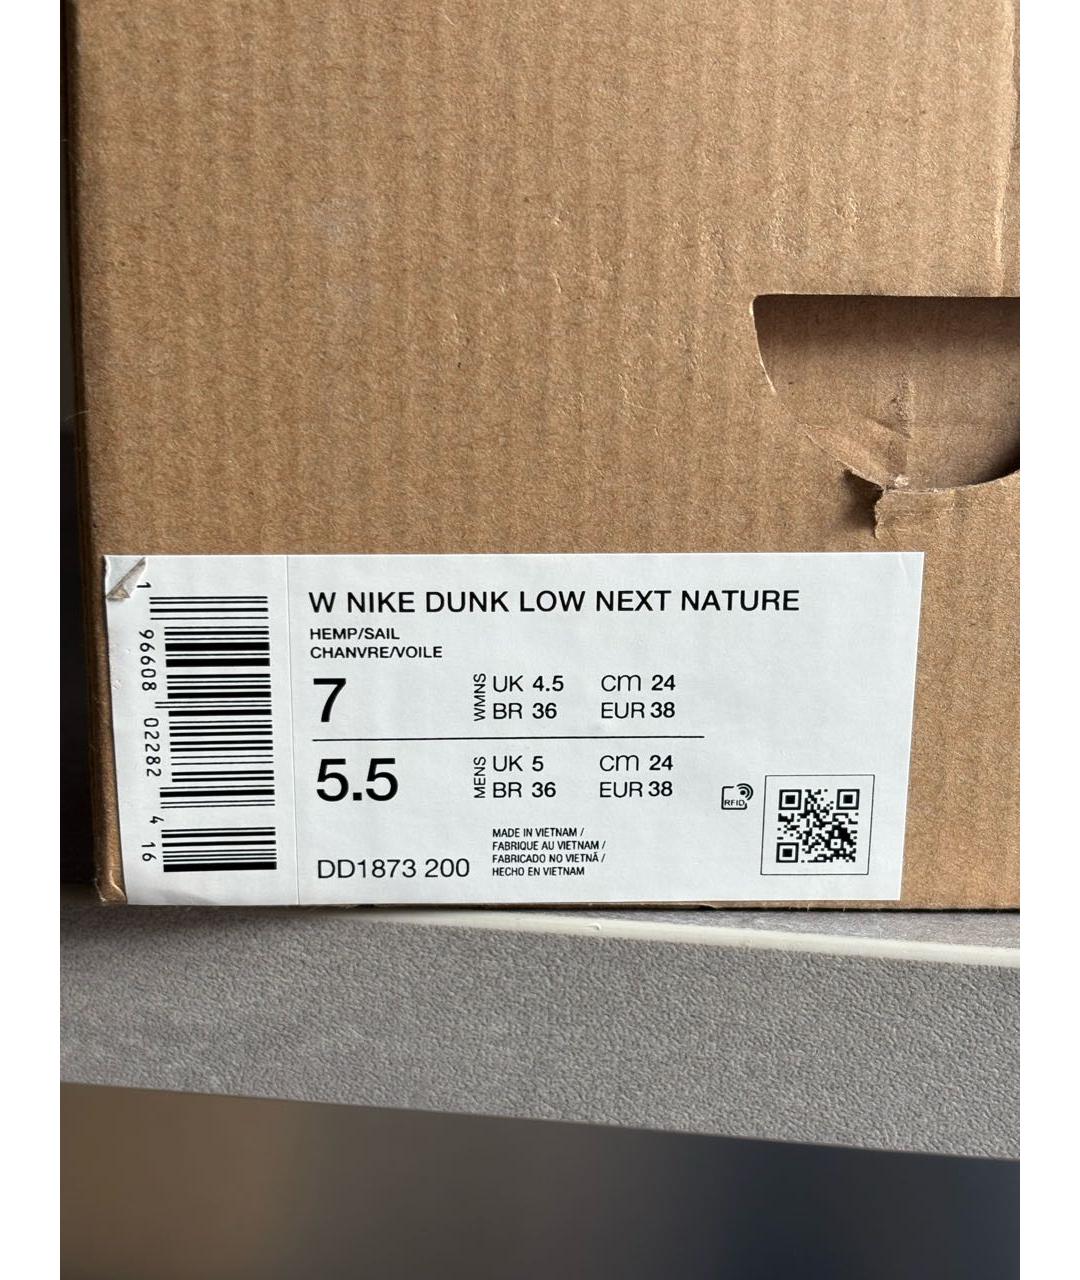 W NIKE DUNK LOW NEXT NATURE
HEMP/SAIL
CHANVRE/VOILE
7 WMNS UK 4.5 cm 24
BR 36 EUR 38
5.5 MENS UK 5 cm 24
BR 36 EUR 38
DD1873 200
MADE IN VIETNAM /
FABRIQUE AU VIETNAM /
FABRICADO NO VIETNÃ /
HECHO EN VIETNAM
RFID
1 96608 02282 4 16